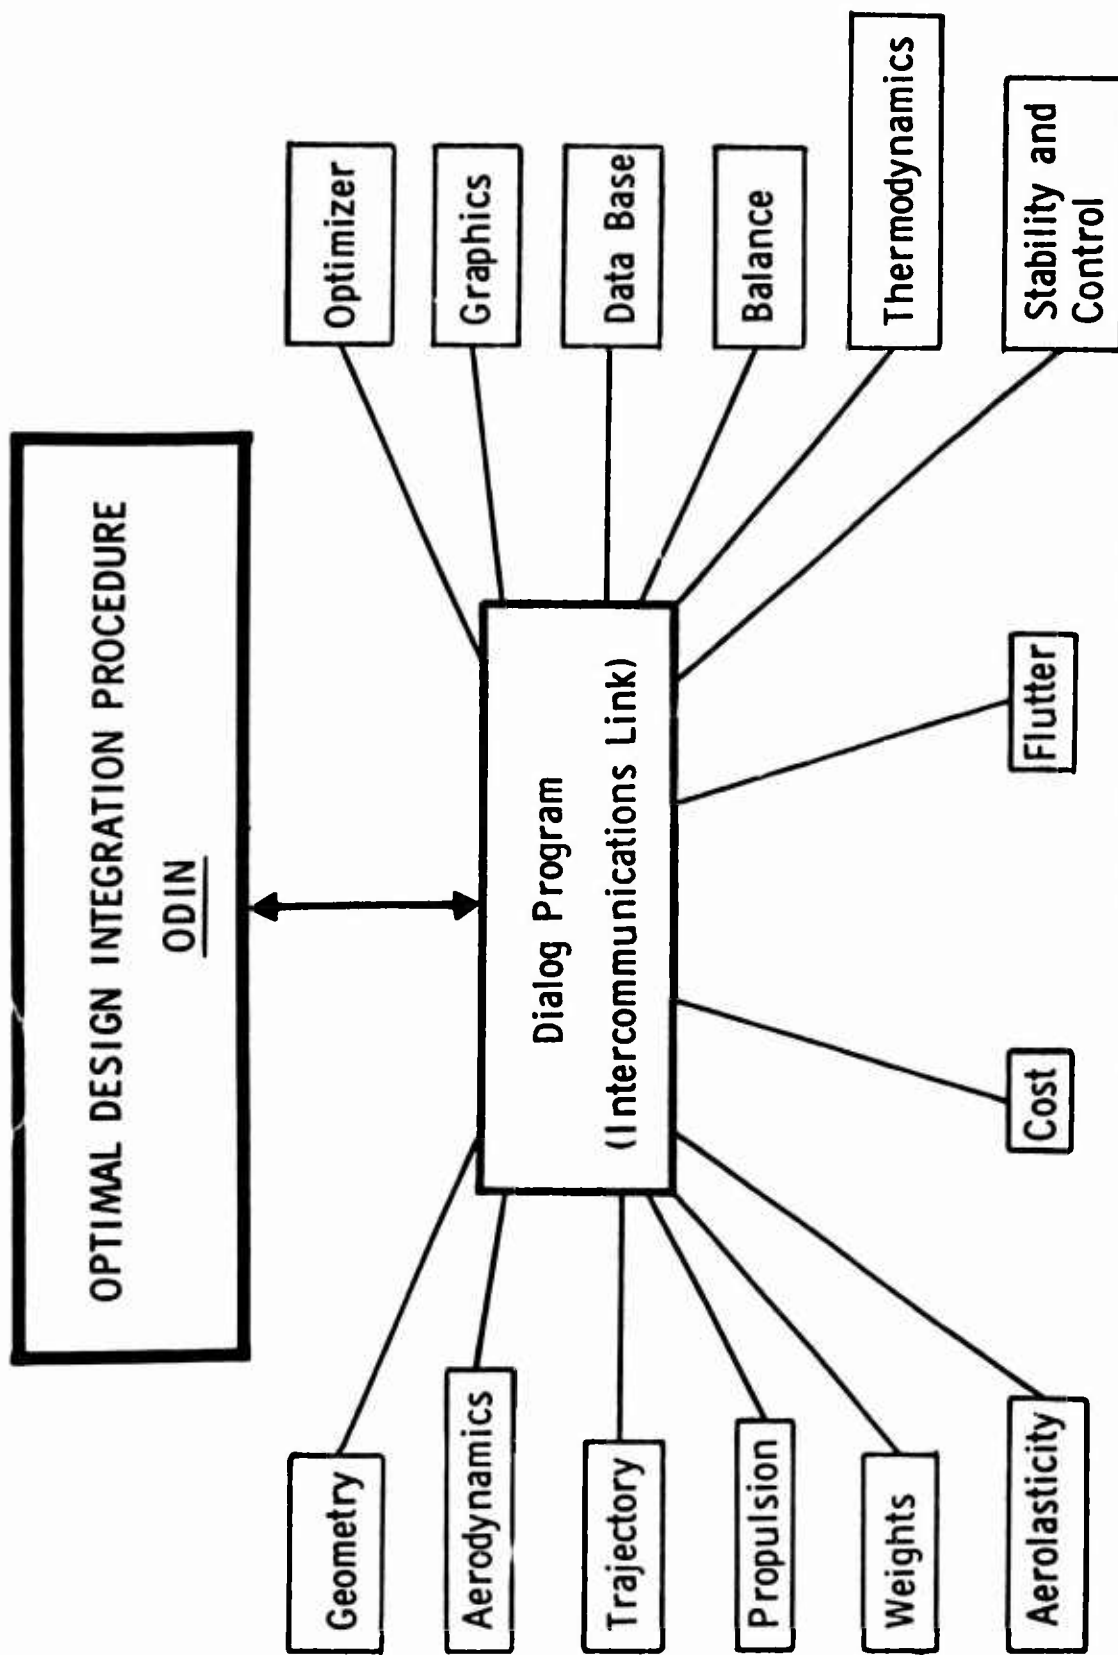 OPTIMAL DESIGN INTEGRATION PROCEDURE
ODIN
Dialog Program
(Intercommunications Link)
Geometry
Aerodynamics
Trajectory
Propulsion
Weights
Aerolasticity
Cost
Flutter
Optimizer
Graphics
Data Base
Balance
Thermodynamics
Stability and
Control